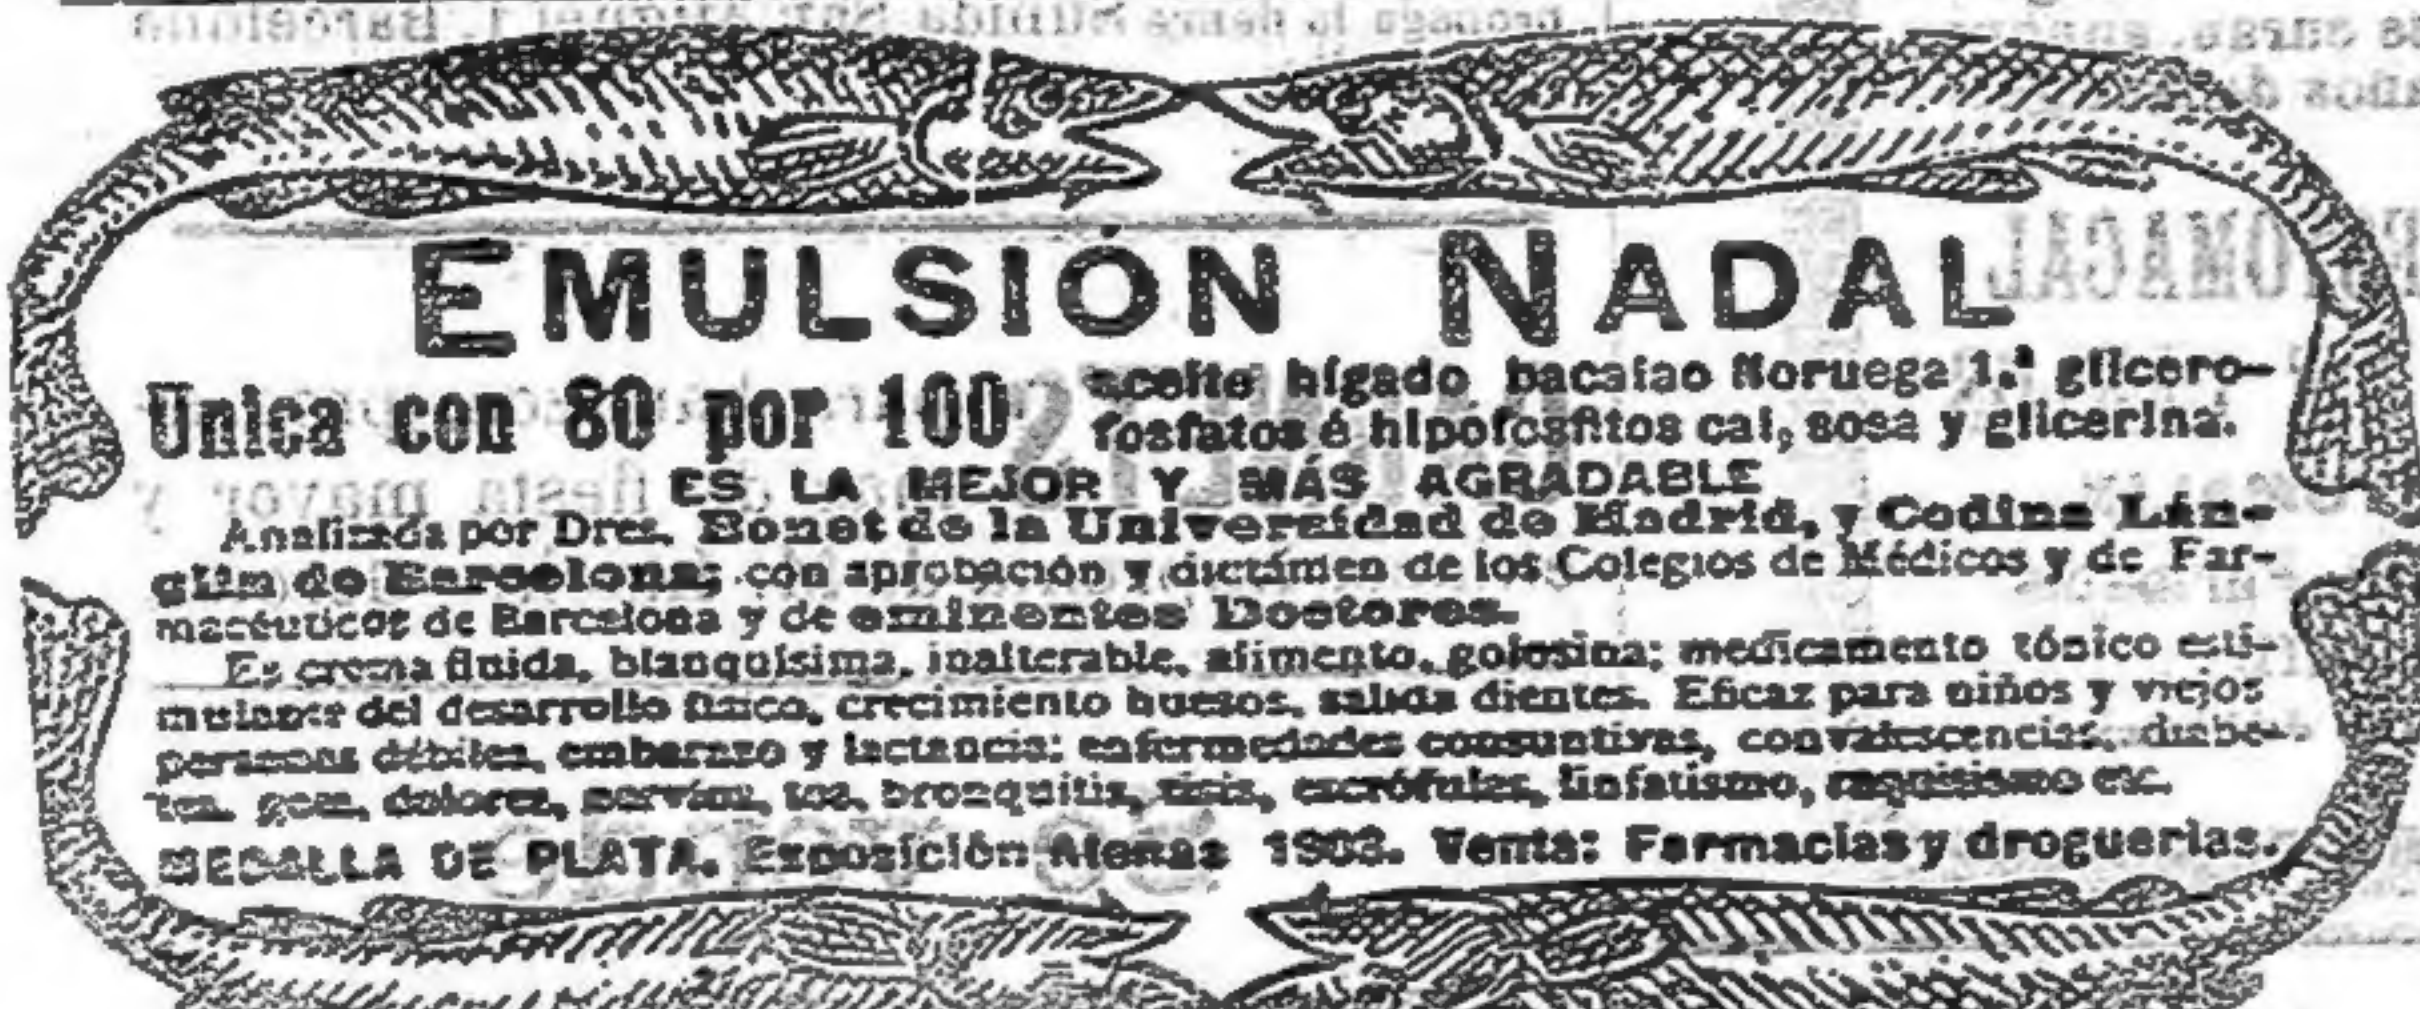 EMULSIÓN NADAL
Unica con 80 por 100 aceite hígado bacalao Noruega 1.ª glicero-
fosfatos é hipofosfitos cal, sosa y glicerina.
ES LA MEJOR Y MÁS AGRADABLE
Analizada por Dres. Bonet de la Universidad de Madrid, y Codina Län-
glin de Barcelona; con aprobación y dictámen de los Colegios de Médicos y de Far-
macéuticos de Barcelona y de eminentes Doctores.
Es crema fluida, blanquísima, inalterable, alimento, golosina; medicamento tónico esti-
mulante del desarrollo físico, crecimiento huesos, salida dientes. Eficaz para niños y viejos
personas débiles, embarazo y lactancia: enfermedades consuntivas, convalescencias, diabe-
tes, gota, dolores, nervios, tos, bronquitis, tisis, escrófulas, linfatismo, raquitismo etc.
MEDALLA DE PLATA. Exposición Atenas 1903. Venta: Farmacias y droguerias.